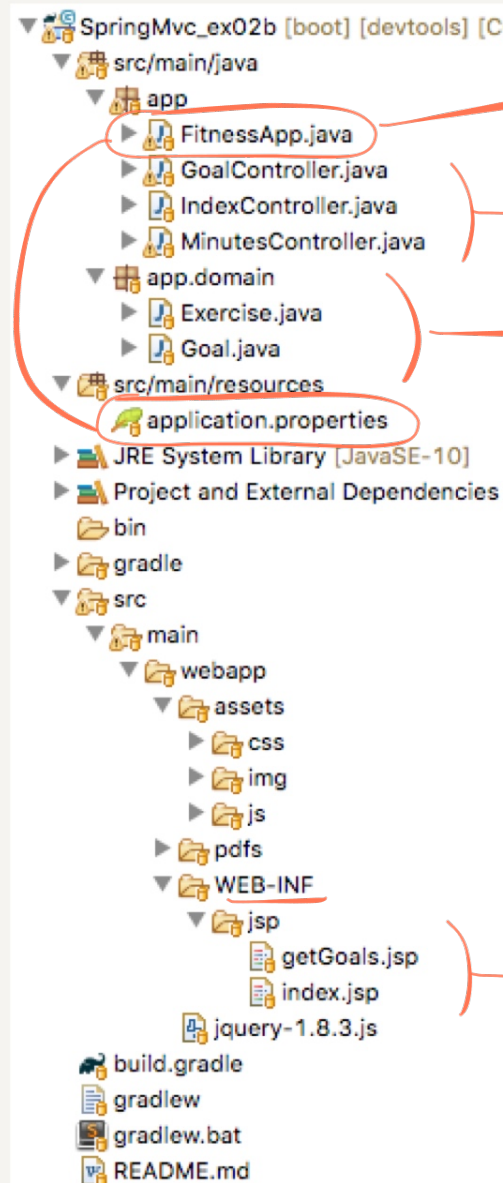 SpringMvc_ex02b [boot] [devtools] [C
src/main/java
app
FitnessApp.java
GoalController.java
IndexController.java
MinutesController.java
app.domain
Exercise.java
Goal.java
src/main/resources
application.properties
JRE System Library [JavaSE-10]
Project and External Dependencies
bin
gradle
src
main
webapp
assets
css
img
js
pdfs
WEB-INF
jsp
getGoals.jsp
index.jsp
jquery-1.8.3.js
build.gradle
gradlew
gradlew.bat
README.md